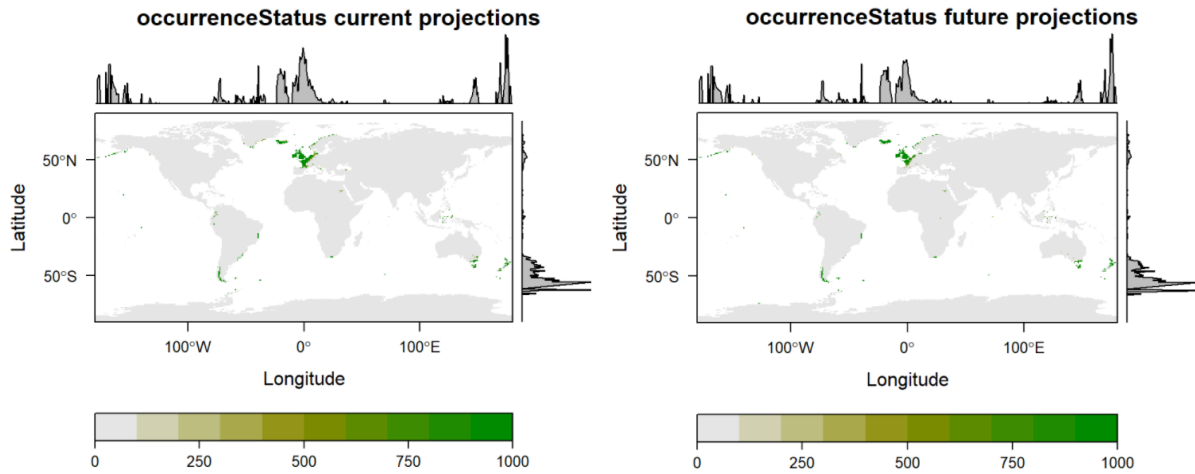 occurrenceStatus current projections
50°N
0°
50°S
Latitude
100°W 0° 100°E
Longitude
0 250 500 750 1000
occurrenceStatus future projections
50°N
0°
50°S
Latitude
100°W 0° 100°E
Longitude
0 250 500 750 1000